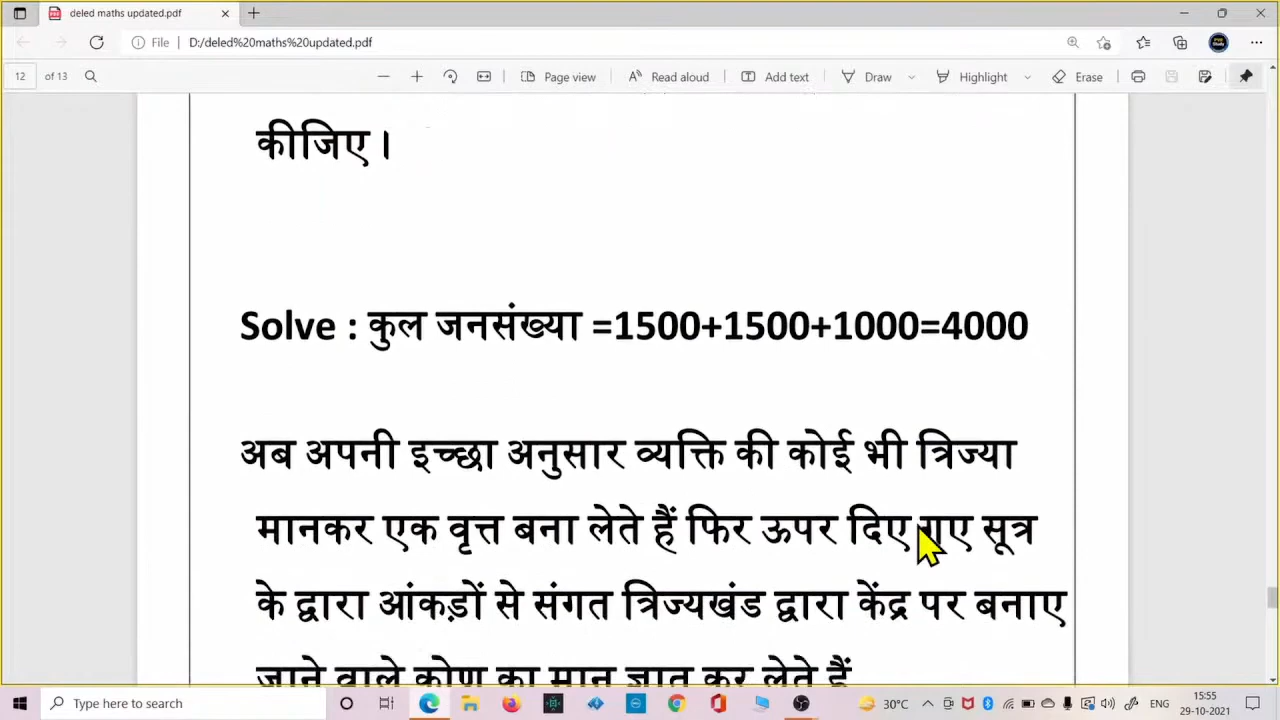 deled maths updated.pdf
File D:/deled%20maths%20updated.pdf
12 of 13 Page view Read aloud Add text Draw Highlight Erase
कीजिए।
Solve : कुल जनसंख्या =1500+1500+1000=4000
अब अपनी इच्छा अनुसार व्यक्ति की कोई भी त्रिज्या
मानकर एक वृत्त बना लेते हैं फिर ऊपर दिए गए सूत्र
के द्वारा आंकड़ों से संगत त्रिज्यखंड द्वारा केंद्र पर बनाए
जाने वाले कोण का मान ज्ञात कर लेते हैं
Type here to search 30°C ENG 15:55
29-10-2021